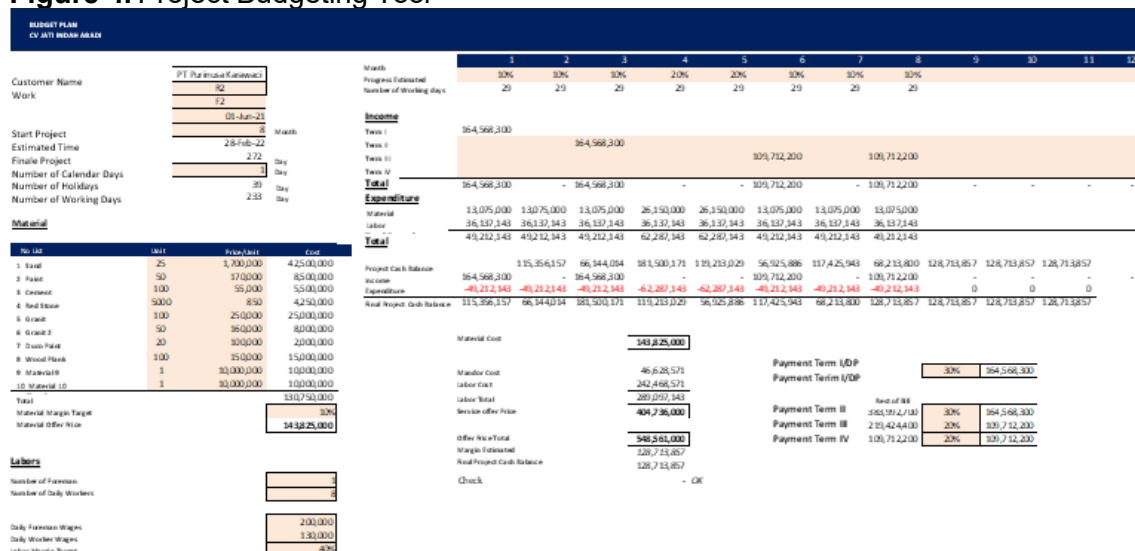 Figure 4. Project Budgeting Tool
BUDGET PLAN
CV JATI INDAH ABADI
Customer Name PT Purinusa Karawaci
Work R2
F2
01-Jun-21
Start Project 8 Month
Estimated Time 28-Feb-22
Finale Project 272 Day
Number of Calendar Days 1 Day
Number of Holidays 39 Day
Number of Working Days 233 Day
Material
No List Unit Price/Unit Cost
1 Sand 25 1,700,000 42,500,000
2 Paint 50 170,000 8,500,000
3 Cement 100 55,000 5,500,000
4 Red Stone 5000 850 4,250,000
5 Granit 100 250,000 25,000,000
6 Granit 2 50 160,000 8,000,000
7 Duco Paint 20 100,000 2,000,000
8 Wood Plank 100 150,000 15,000,000
9 Material 9 1 10,000,000 10,000,000
10 Material 10 1 10,000,000 10,000,000
Total 130,750,000
Material Margin Target 10%
Material Offer Price 143,825,000
Labors
Number of Foreman 1
Number of Daily Workers 8
Daily Foreman Wages 200,000
Daily Worker Wages 130,000
Labor Margin Target 40%
Month 1 2 3 4 5 6 7 8 9 10 11 12
Progress Estimated 10% 10% 10% 20% 20% 10% 10% 10%
Number of Working days 29 29 29 29 29 29 29 29
Income
Term I 164,568,300
Term II 164,568,300
Term III 109,712,200 109,712,200
Term IV
Total 164,568,300 - 164,568,300 - - 109,712,200 - 109,712,200 - - - -
Expenditure
Material 13,075,000 13,075,000 13,075,000 26,150,000 26,150,000 13,075,000 13,075,000 13,075,000
Labor 36,137,143 36,137,143 36,137,143 36,137,143 36,137,143 36,137,143 36,137,143 36,137,143
Total 49,212,143 49,212,143 49,212,143 62,287,143 62,287,143 49,212,143 49,212,143 49,212,143
Project Cash Balance 115,356,157 66,144,014 181,500,171 119,213,029 56,925,886 117,425,943 68,213,800 128,713,857 128,713,857 128,713,857
Income 164,568,300 - 164,568,300 - - 109,712,200 - 109,712,200 - - - -
Expenditure -49,212,143 -49,212,143 -49,212,143 -62,287,143 -62,287,143 -49,212,143 -49,212,143 -49,212,143 0 0 0
Real Project Cash Balance 115,356,157 66,144,014 181,500,171 119,213,029 56,925,886 117,425,943 68,213,800 128,713,857 128,713,857 128,713,857 128,713,857
Material Cost 143,825,000
Mandor Cost 46,628,571
Labor Cost 242,468,571
Labor Total 289,097,143
Service offer Price 404,736,000
Offer Price Total 548,561,000
Margin Estimated 128,713,857
Real Project Cash Balance 128,713,857
Check - OK
Payment Term I/DP 30% 164,568,300
Payment Terim I/DP
Rest of Bill
Payment Term II 383,992,700 30% 164,568,300
Payment Term III 219,424,400 20% 109,712,200
Payment Term IV 109,712,200 20% 109,712,200